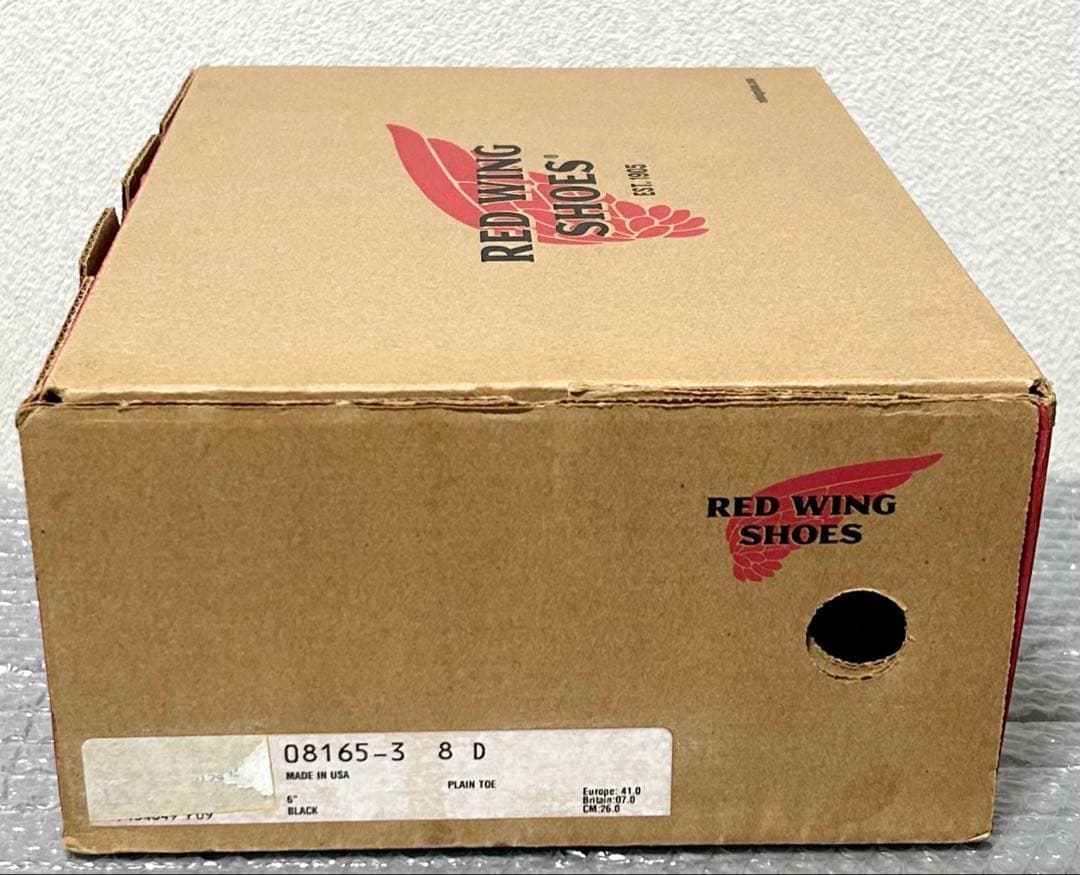 RED WING
SHOES®
EST. 1905
RED WING
SHOES
08165-3 8 D
MADE IN USA
PLAIN TOE
6"
BLACK
Europe: 41.0
Britain:07.0
CM:26.0